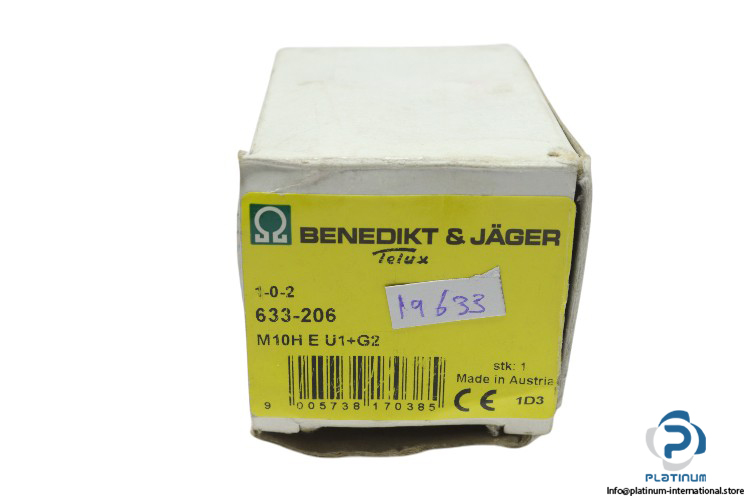 BENEDIKT & JÄGER
Telux
1-0-2
19633
633-206
M10H E U1+G2
stk: 1
Made in Austria
9 005738 170385
CE 1D3
PLATINUM
Info@platinum-international.store